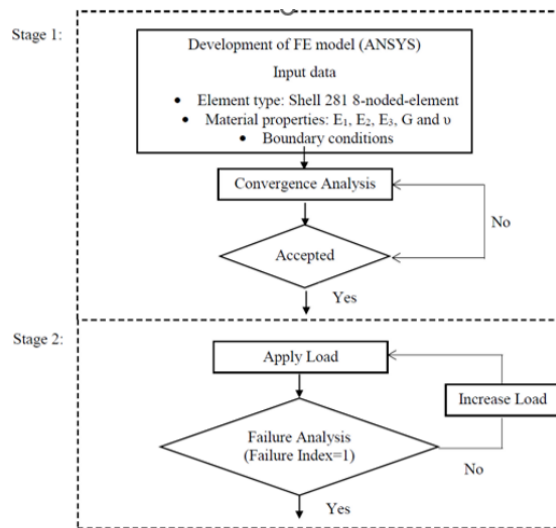 Stage 1:
Development of FE model (ANSYS)
Input data
• Element type: Shell 281 8-noded-element
• Material properties: E₁, E₂, E₃, G and υ
• Boundary conditions
Convergence Analysis
No
Accepted
Yes
Stage 2:
Apply Load
Increase Load
Failure Analysis
(Failure Index=1)
No
Yes